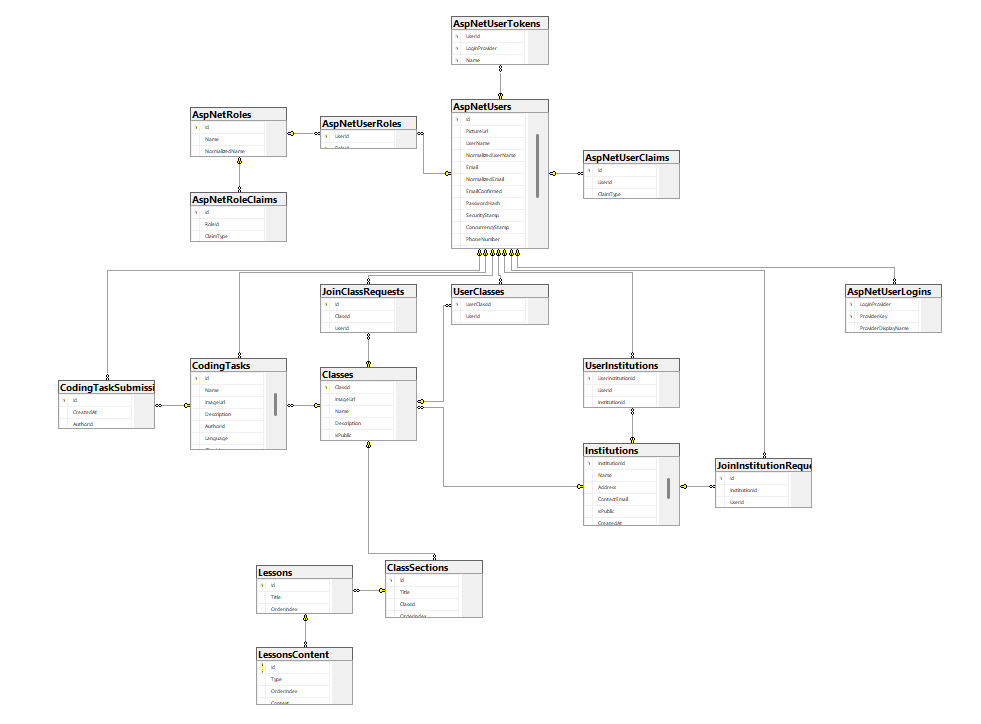 AspNetUserTokens
UserId
LoginProvider
Name
AspNetUsers
Id
PictureUrl
UserName
NormalizedUserName
Email
NormalizedEmail
EmailConfirmed
PasswordHash
SecurityStamp
ConcurrencyStamp
PhoneNumber
AspNetRoles
Id
Name
NormalizedName
AspNetUserRoles
UserId
RoleId
AspNetUserClaims
Id
UserId
ClaimType
AspNetRoleClaims
Id
RoleId
ClaimType
JoinClassRequests
Id
ClassId
UserId
UserClasses
UserClassId
UserId
AspNetUserLogins
LoginProvider
ProviderKey
ProviderDisplayName
CodingTaskSubmissi
Id
CreatedAt
AuthorId
CodingTasks
Id
Name
ImageUrl
Description
AuthorId
Language
Classes
ClassId
ImageUrl
Name
Description
IsPublic
UserInstitutions
UserInstitutionId
UserId
InstitutionId
Institutions
InstitutionId
Name
Address
ContactEmail
IsPublic
CreatedAt
JoinInstitutionReque
Id
InstitutionId
UserId
Lessons
Id
Title
OrderIndex
ClassSections
Id
Title
ClassId
OrderIndex
LessonsContent
Id
Type
OrderIndex
Content